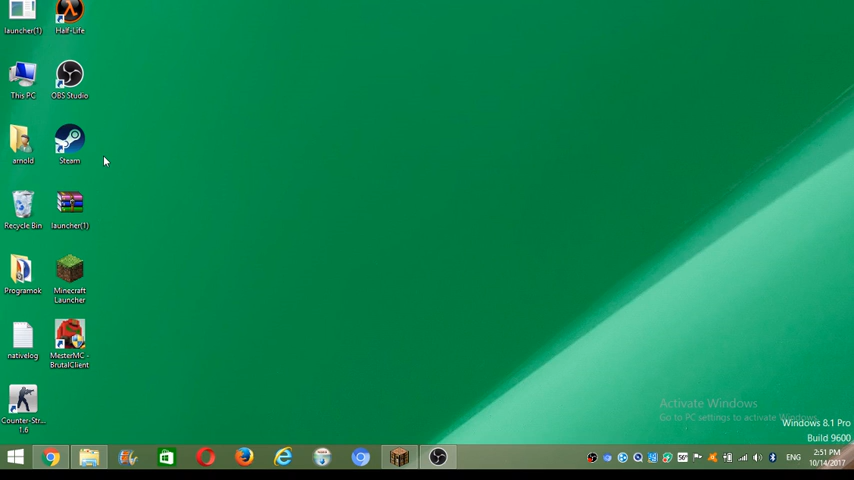 launcher(1)
Half-Life
This PC
OBS Studio
arnold
Steam
Recycle Bin
launcher(1)
Programok
Minecraft
Launcher
nativelog
MesterMC -
BrutalClient
Counter-Str...
1.6
Activate Windows
Go to PC settings to activate Windows.
Windows 8.1 Pro
Build 9600
56°
ENG
2:51 PM
10/14/2017